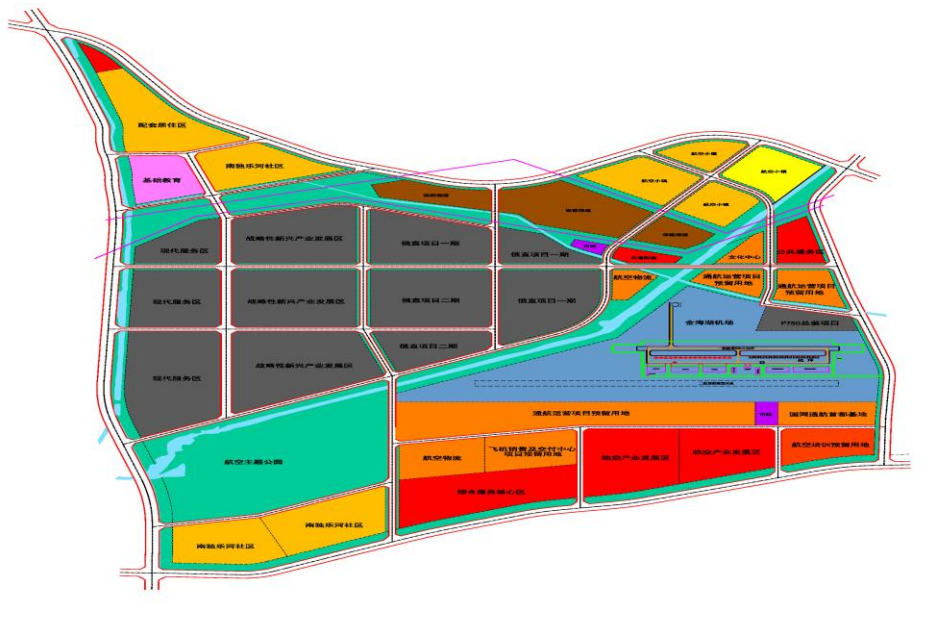 配套居住区
南独乐河社区
基础教育
航空小镇
航空小镇
航空小镇
航空小镇
现代服务区
战略性新兴产业发展区
俄直项目一期
俄直项目一期
文化中心
公共服务区
航空物流
通航运营项目
预留用地
通航运营项目
预留用地
现代服务区
战略性新兴产业发展区
俄直项目二期
俄直项目一期
金海湖机场
P750总装项目
俄直项目二期
现代服务区
战略性新兴产业发展区
通航运营项目预留用地
国网通航首都基地
航空物流
飞机销售及交付中心
项目预留用地
临空产业发展区
临空产业发展区
航空培训预留用地
航空主题公园
综合服务核心区
南独乐河社区
南独乐河社区